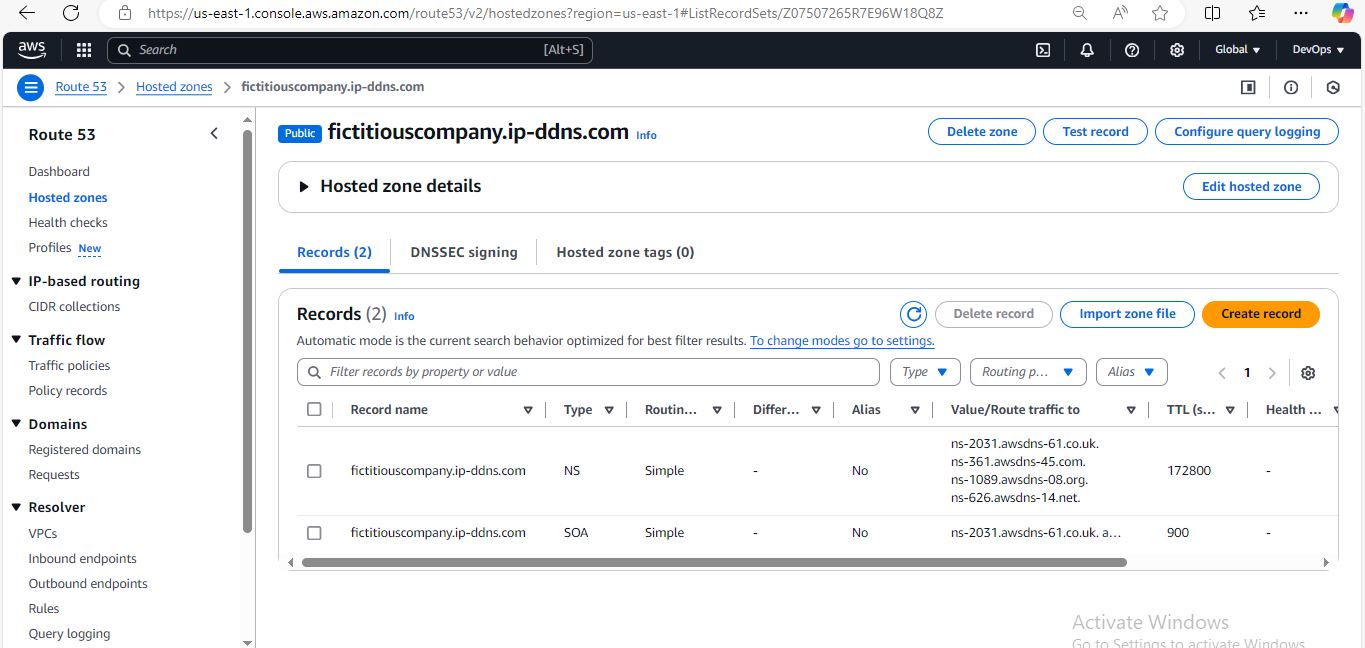 https://us-east-1.console.aws.amazon.com/route53/v2/hostedzones?region=us-east-1#ListRecordSets/Z07507265R7E96W18Q8Z
aws
Search [Alt+S] Global DevOps
Route 53 Hosted zones fictitiouscompany.ip-ddns.com
Route 53
Dashboard
Hosted zones
Health checks
Profiles New
IP-based routing
CIDR collections
Traffic flow
Traffic policies
Policy records
Domains
Registered domains
Requests
Resolver
VPCs
Inbound endpoints
Outbound endpoints
Rules
Query logging
Public fictitiouscompany.ip-ddns.com Info
Delete zone Test record Configure query logging
Hosted zone details Edit hosted zone
Records (2) DNSSEC signing Hosted zone tags (0)
Records (2) Info
Delete record Import zone file Create record
Automatic mode is the current search behavior optimized for best filter results. To change modes go to settings.
Filter records by property or value Type Routing p... Alias 1
Record name Type Routin... Differ... Alias Value/Route traffic to TTL (s... Health ...
fictitiouscompany.ip-ddns.com NS Simple - No
ns-2031.awsdns-61.co.uk.
ns-361.awsdns-45.com.
ns-1089.awsdns-08.org.
ns-626.awsdns-14.net.
172800 -
fictitiouscompany.ip-ddns.com SOA Simple - No ns-2031.awsdns-61.co.uk. a... 900 -
Activate Windows
Go to Settings to activate Windows.